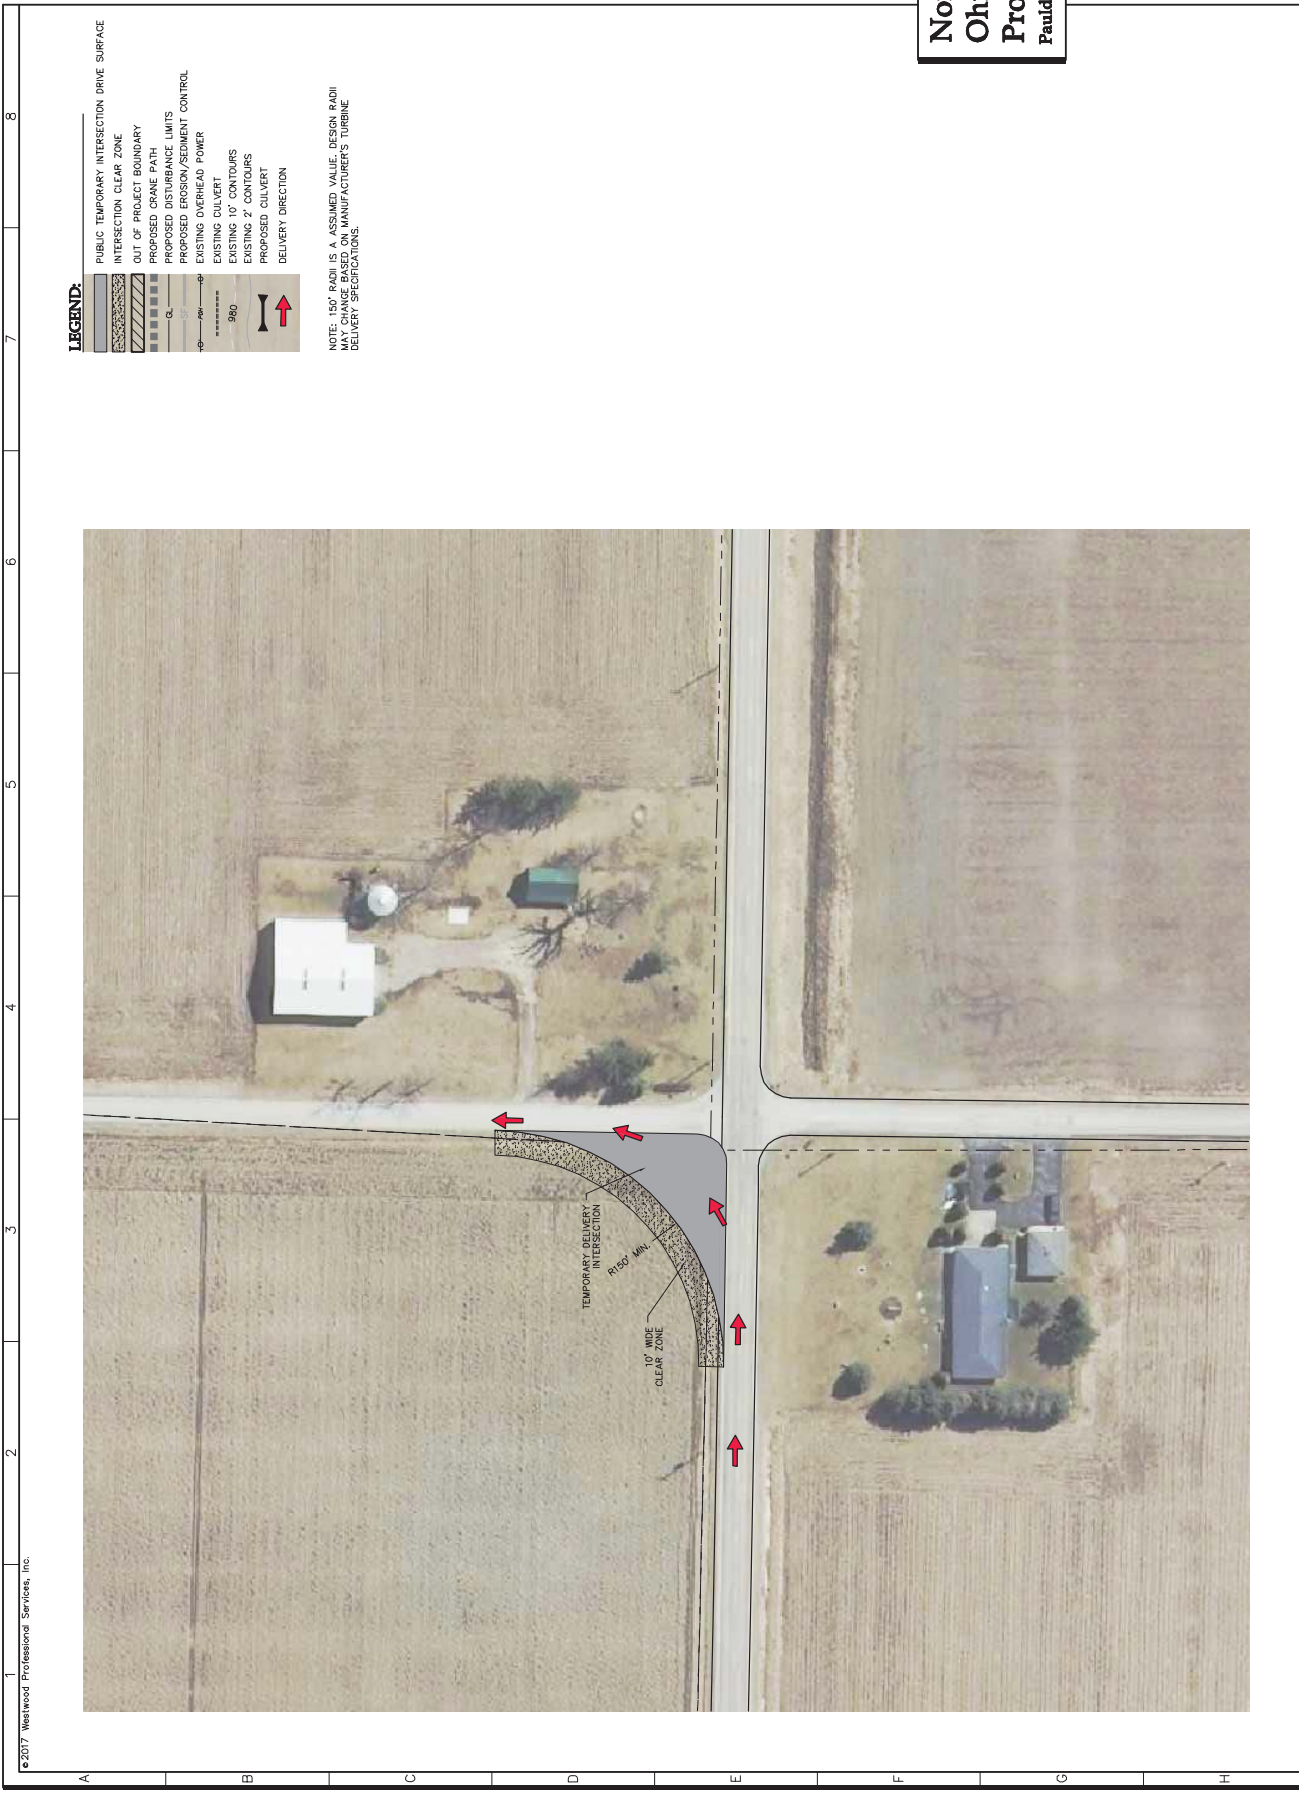 ©2017 Westwood Professional Services, Inc.
1
2
3
4
5
6
7
8
A
B
C
D
E
F
G
H
LEGEND:
PUBLIC TEMPORARY INTERSECTION DRIVE SURFACE
INTERSECTION CLEAR ZONE
OUT OF PROJECT BOUNDARY
PROPOSED CRANE PATH
PROPOSED DISTURBANCE LIMITS
GL
PROPOSED EROSION/SEDIMENT CONTROL
SF
EXISTING OVERHEAD POWER
POH
EXISTING CULVERT
EXISTING 10' CONTOURS
980
EXISTING 2' CONTOURS
PROPOSED CULVERT
DELIVERY DIRECTION
NOTE: 150' RADII IS A ASSUMED VALUE. DESIGN RADII
MAY CHANGE BASED ON MANUFACTURER'S TURBINE
DELIVERY SPECIFICATIONS.
TEMPORARY DELIVERY
INTERSECTION
R150' MIN.
10' WIDE
CLEAR ZONE